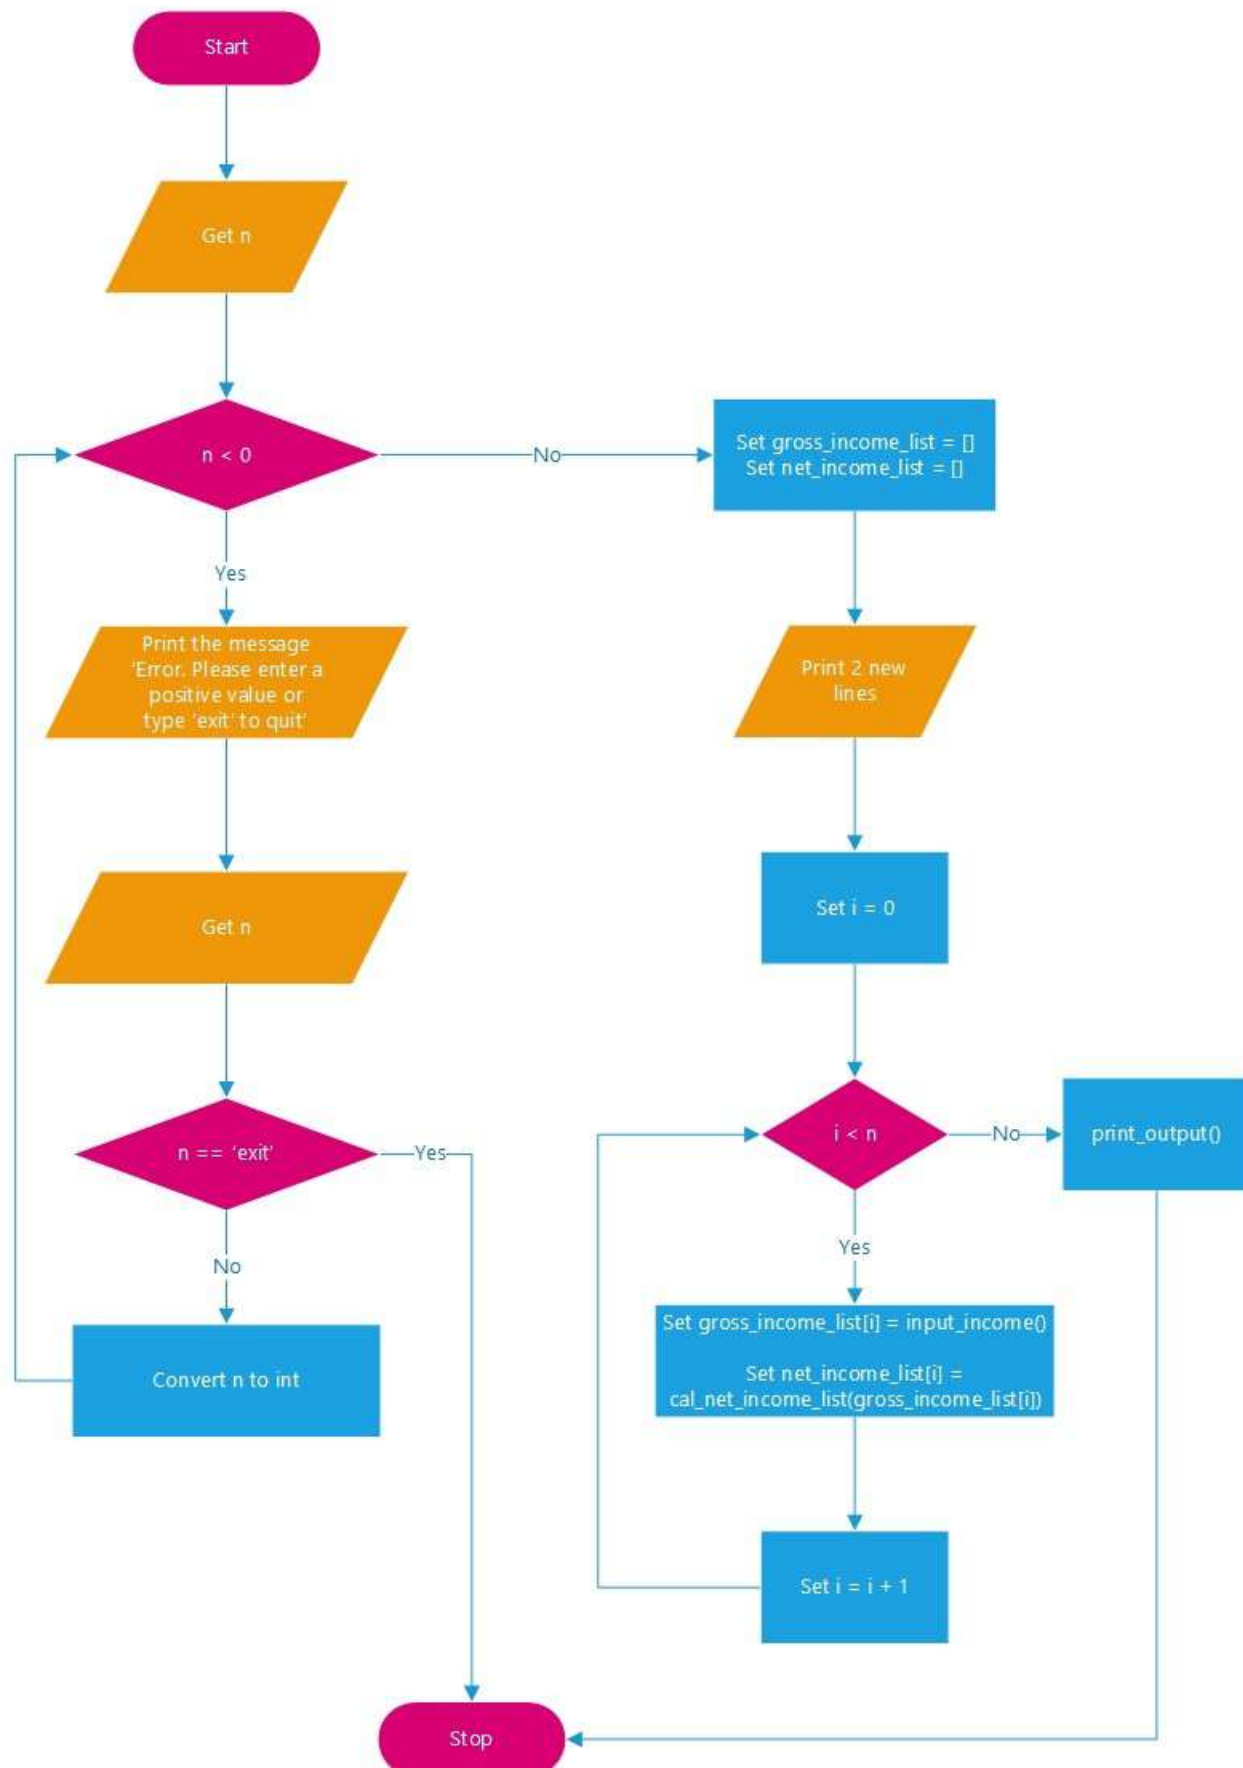 Start
Get n
n < 0
No
Set gross_income_list = []
Set net_income_list = []
Yes
Print the message
'Error. Please enter a
positive value or
type 'exit' to quit'
Print 2 new
lines
Get n
Set i = 0
n == 'exit'
Yes
i < n
No
print_output()
No
Yes
Convert n to int
Set gross_income_list[i] = input_income()
Set net_income_list[i] =
cal_net_income_list(gross_income_list[i])
Set i = i + 1
Stop